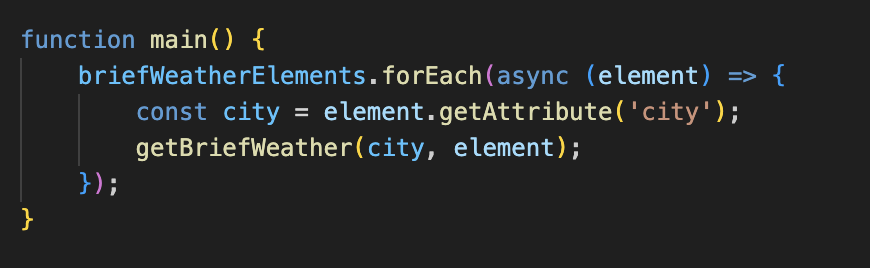 function main() {
    briefWeatherElements.forEach(async (element) => {
        const city = element.getAttribute('city');
        getBriefWeather(city, element);
    });
}